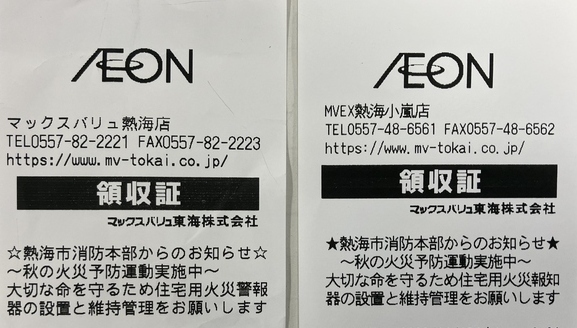 ÆON
マックスバリュ熱海店
TEL0557-82-2221 FAX0557-82-2223
https://www.mv-tokai.co.jp/
領収証
マックスバリュ東海株式会社
☆熱海市消防本部からのお知らせ☆
～秋の火災予防運動実施中～
大切な命を守るため住宅用火災警報
器の設置と維持管理をお願いします
ÆON
MVEX熱海小嵐店
TEL0557-48-6561 FAX0557-48-6562
https://www.mv-tokai.co.jp/
領収証
マックスバリュ東海株式会社
★熱海市消防本部からのお知らせ★
～秋の火災予防運動実施中～
大切な命を守るため住宅用火災報知
器の設置と維持管理をお願いします